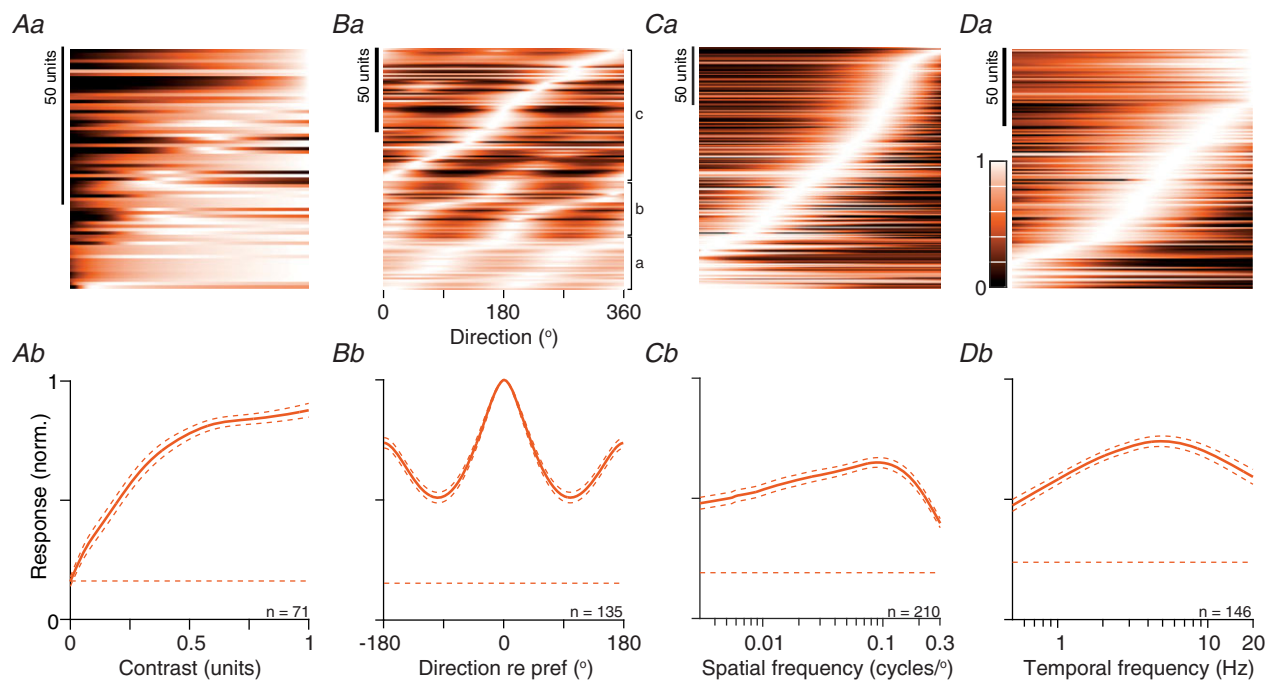 Aa
Ba
Ca
Da
50 units
50 units
50 units
50 units
c
b
a
1
0
0 180 360
Direction (º)
Ab
Bb
Cb
Db
1
0
Response (norm.)
n = 71
n = 135
n = 210
n = 146
0 0.5 1
-180 0 180
0.01 0.1 0.3
1 10 20
Contrast (units)
Direction re pref (º)
Spatial frequency (cycles/º)
Temporal frequency (Hz)